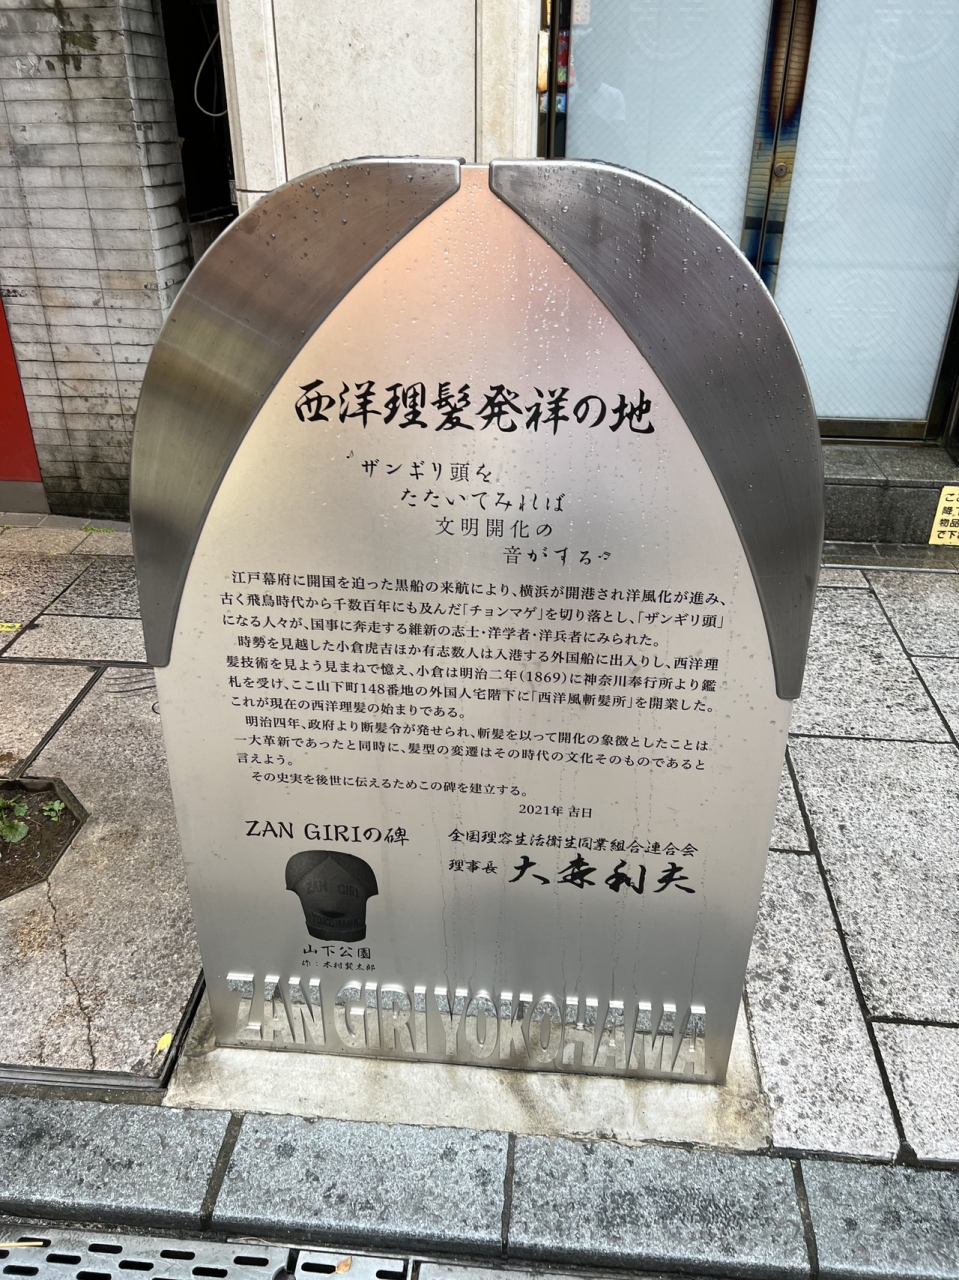 西洋理髪発祥の地
♪ザンギリ頭を
たたいてみれば
文明開化の
音がする♫
江戸幕府に開国を迫った黒船の来航により、横浜が開港され洋風化が進み、
古く飛鳥時代から千数百年にも及んだ「チョンマゲ」を切り落とし、「ザンギリ頭」
になる人々が、国事に奔走する維新の志士・洋学者・洋兵者にみられた。
時勢を見越した小倉虎吉ほか有志数人は入港する外国船に出入りし、西洋理
髪技術を見よう見まねで憶え、小倉は明治二年(1869)に神奈川奉行所より鑑
札を受け、ここ山下町148番地の外国人宅階下に「西洋風斬髪所」を開業した。
これが現在の西洋理髪の始まりである。
明治四年、政府より断髪令が発せられ、斬髪を以って開化の象徴としたことは
一大革新であったと同時に、髪型の変遷はその時代の文化そのものであると
言えよう。
その史実を後世に伝えるためこの碑を建立する。
2021年 吉日
ZAN GIRIの碑
全国理容生活衛生同業組合連合会
理事長 大森利夫
ZAN GIRI
YOKOHAMA
山下公園
作：木村賢太郎
ZAN GIRI YOKOHAMA